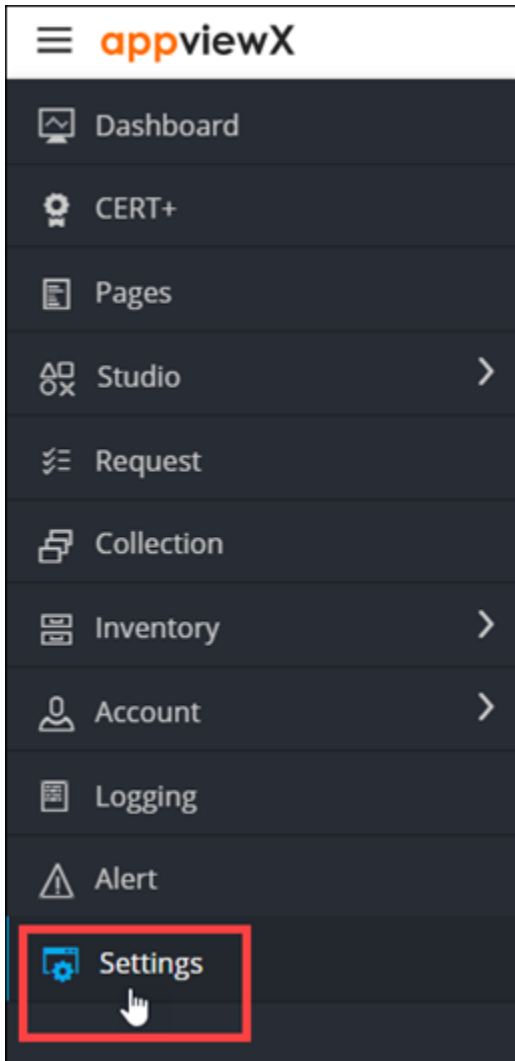 appviewX
Dashboard
CERT+
Pages
Studio
Request
Collection
Inventory
Account
Logging
Alert
Settings